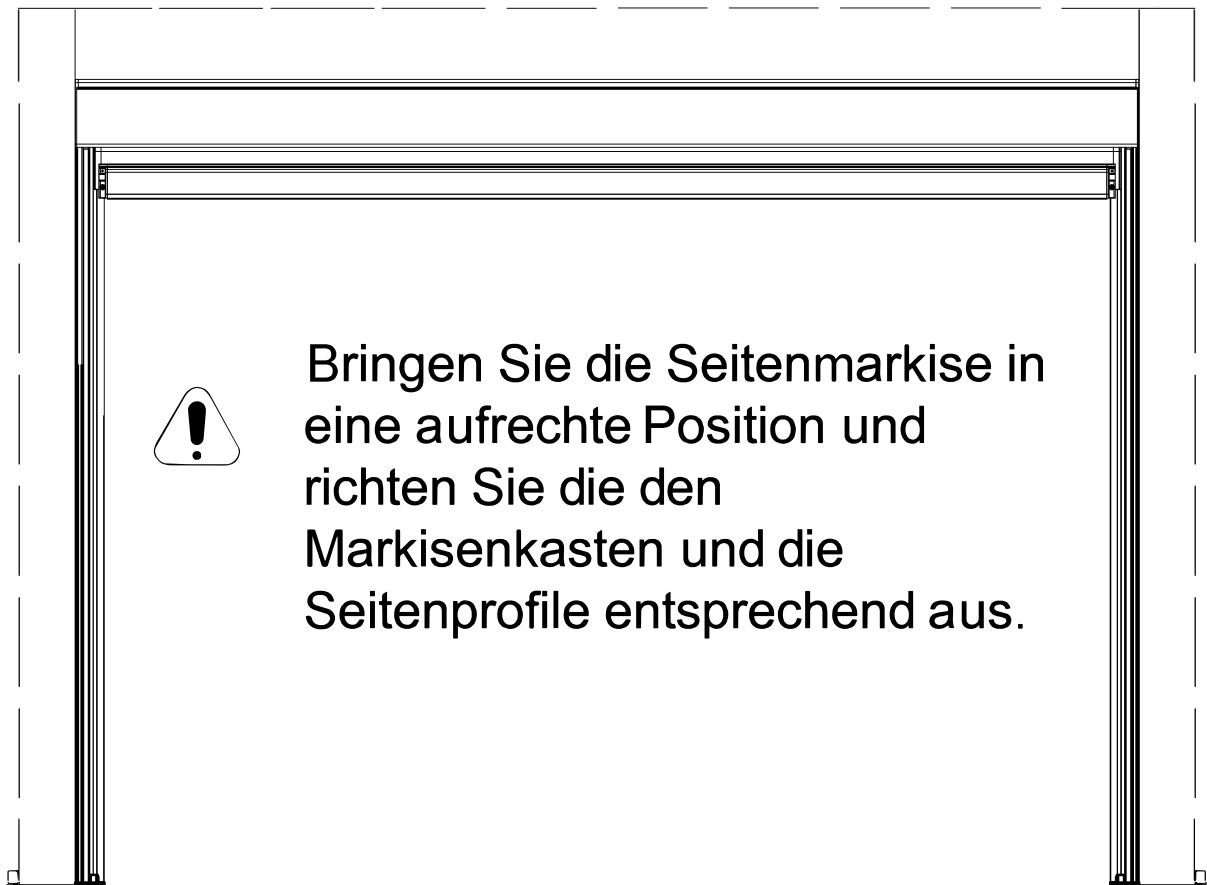 Bringen Sie die Seitenmarkise in
eine aufrechte Position und
richten Sie die den
Markisenkasten und die
Seitenprofile entsprechend aus.